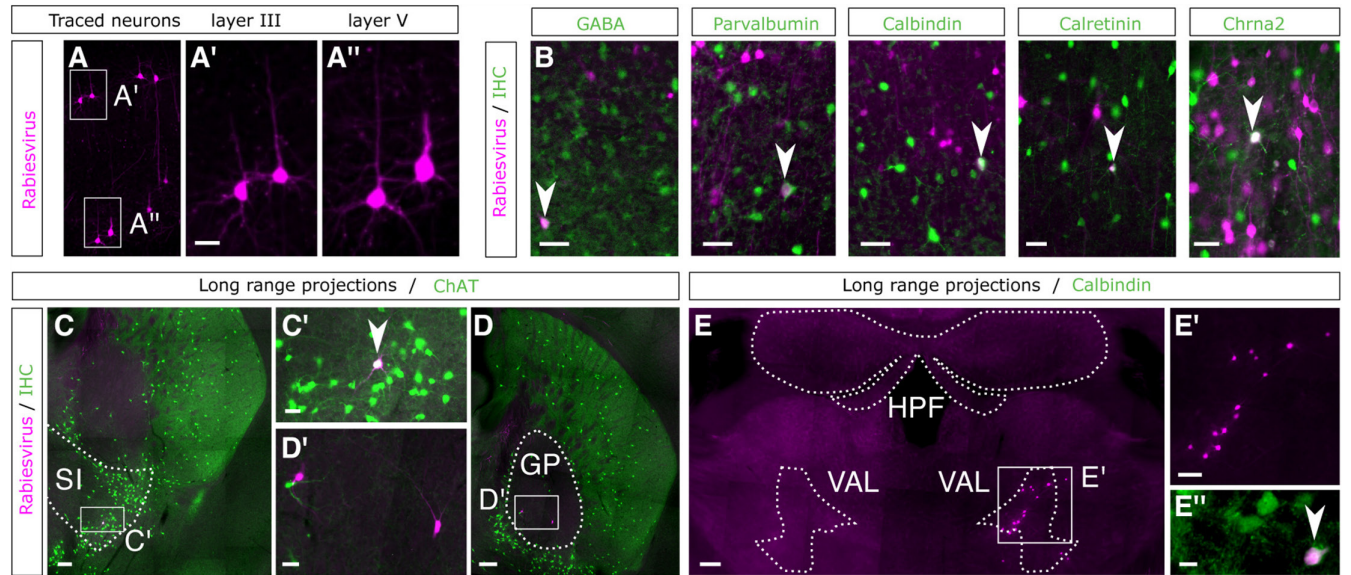 Traced neurons layer III layer V
Rabiesvirus
A
A'
A''
A'
A''
GABA Parvalbumin Calbindin Calretinin Chrna2
Rabiesvirus / IHC
B
Long range projections / ChAT
Rabiesvirus / IHC
C
SI
C'
C'
D'
D
GP
D'
Long range projections / Calbindin
E
HPF
VAL VAL
E'
E'
E''